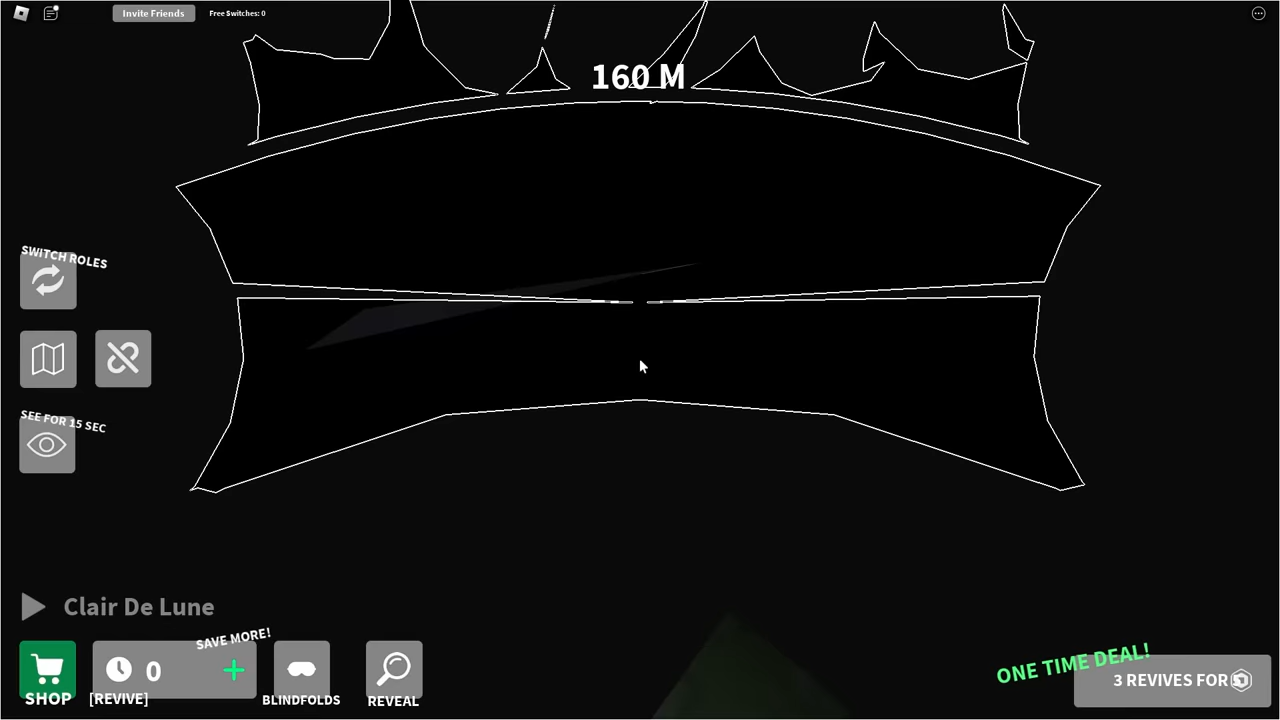 Invite Friends
Free Switches: 0
160 M
SWITCH ROLES
SEE FOR 15 SEC
Clair De Lune
SAVE MORE!
0
SHOP
[REVIVE]
BLINDFOLDS
REVEAL
ONE TIME DEAL!
3 REVIVES FOR